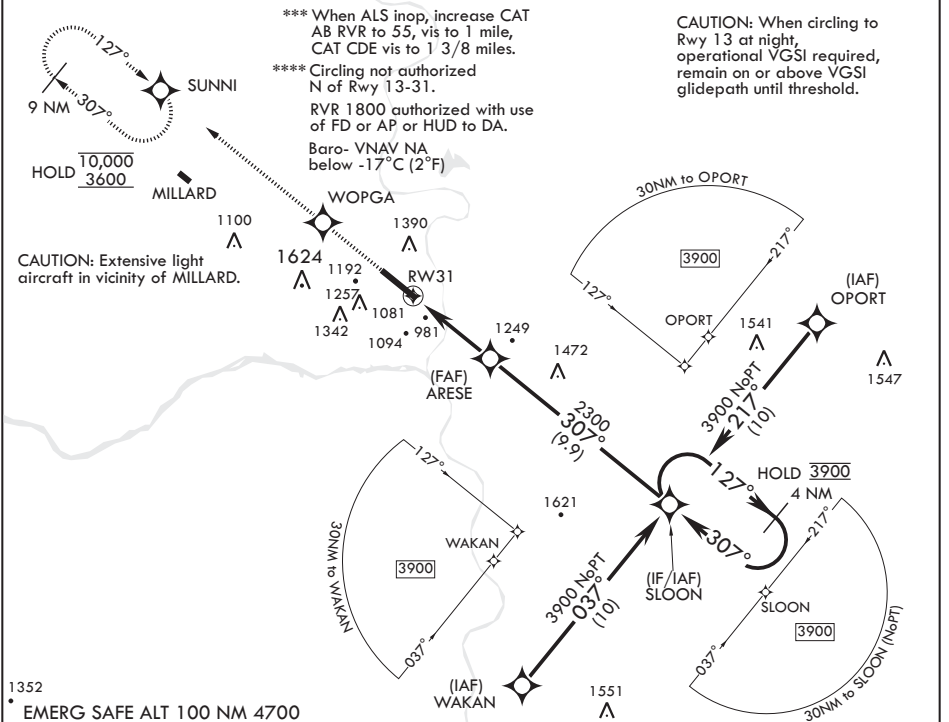 *** When ALS inop, increase CAT
AB RVR to 55, vis to 1 mile,
CAT CDE vis to 1 3/8 miles.
**** Circling not authorized
N of Rwy 13-31.
RVR 1800 authorized with use
of FD or AP or HUD to DA.
Baro- VNAV NA
below -17°C (2°F)
CAUTION: When circling to
Rwy 13 at night,
operational VGSI required,
remain on or above VGSI
glidepath until threshold.
127°
SUNNI
9 NM
307°
HOLD 10,000
3600
MILLARD
WOPGA
1100
1390
CAUTION: Extensive light
aircraft in vicinity of MILLARD.
1624
1192
RW31
1257
1081
1342
981
1094
1249
1472
(FAF)
ARESE
30NM to OPORT
3900
217°
127°
OPORT
(IAF)
OPORT
1541
1547
3900 NoPT
217°
(10)
2300
307°
(9.9)
127°
HOLD 3900
4 NM
307°
1621
(IF/IAF)
SLOON
127°
WAKAN
3900
30NM to WAKAN
037°
3900 NoPT
037°
(10)
(IAF)
WAKAN
217°
SLOON
3900
037°
30NM to SLOON (NoPT)
1551
1352
EMERG SAFE ALT 100 NM 4700